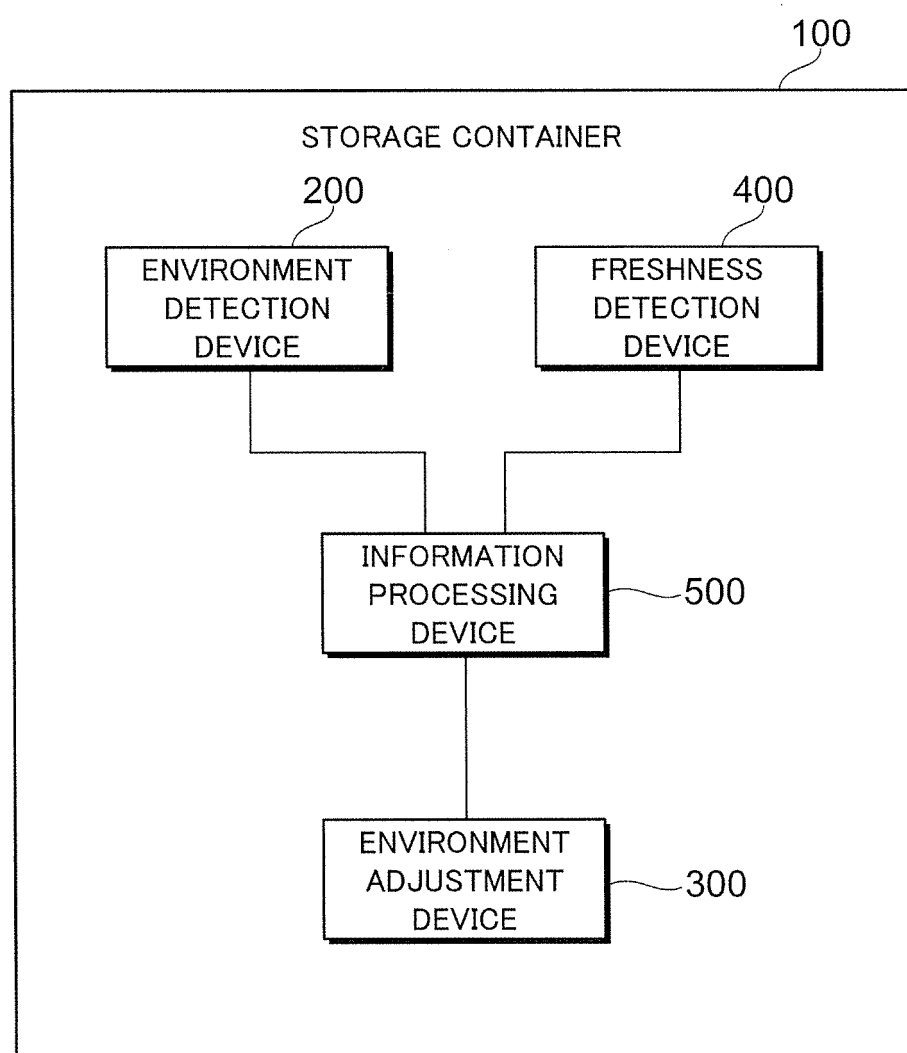 100
STORAGE CONTAINER
200
400
ENVIRONMENT
DETECTION
DEVICE
FRESHNESS
DETECTION
DEVICE
INFORMATION
PROCESSING
DEVICE
500
ENVIRONMENT
ADJUSTMENT
DEVICE
300